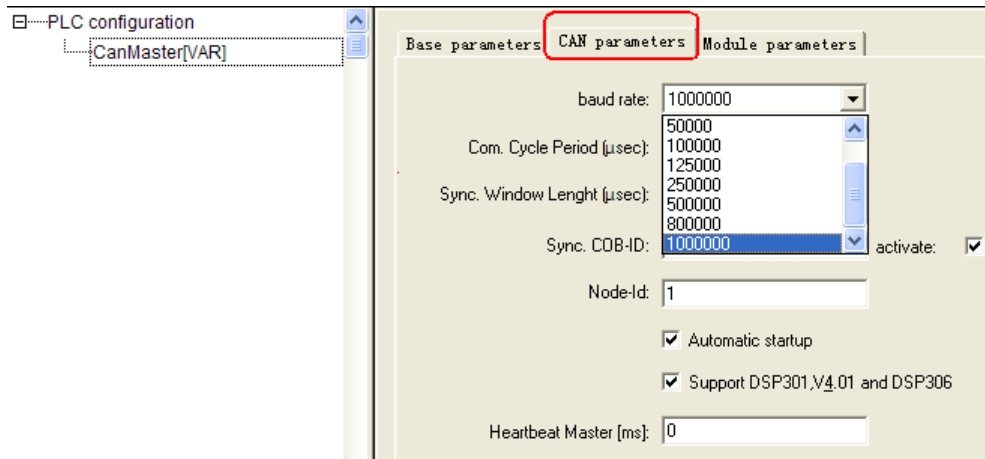 PLC configuration
CanMaster[VAR]
Base parameters CAN parameters Module parameters
baud rate: 1000000
50000
Com. Cycle Period (µsec): 100000
125000
Sync. Window Lenght (µsec): 250000
500000
800000
Sync. COB-ID: 1000000 activate:
Node-Id: 1
Automatic startup
Support DSP301,V4.01 and DSP306
Heartbeat Master [ms]: 0